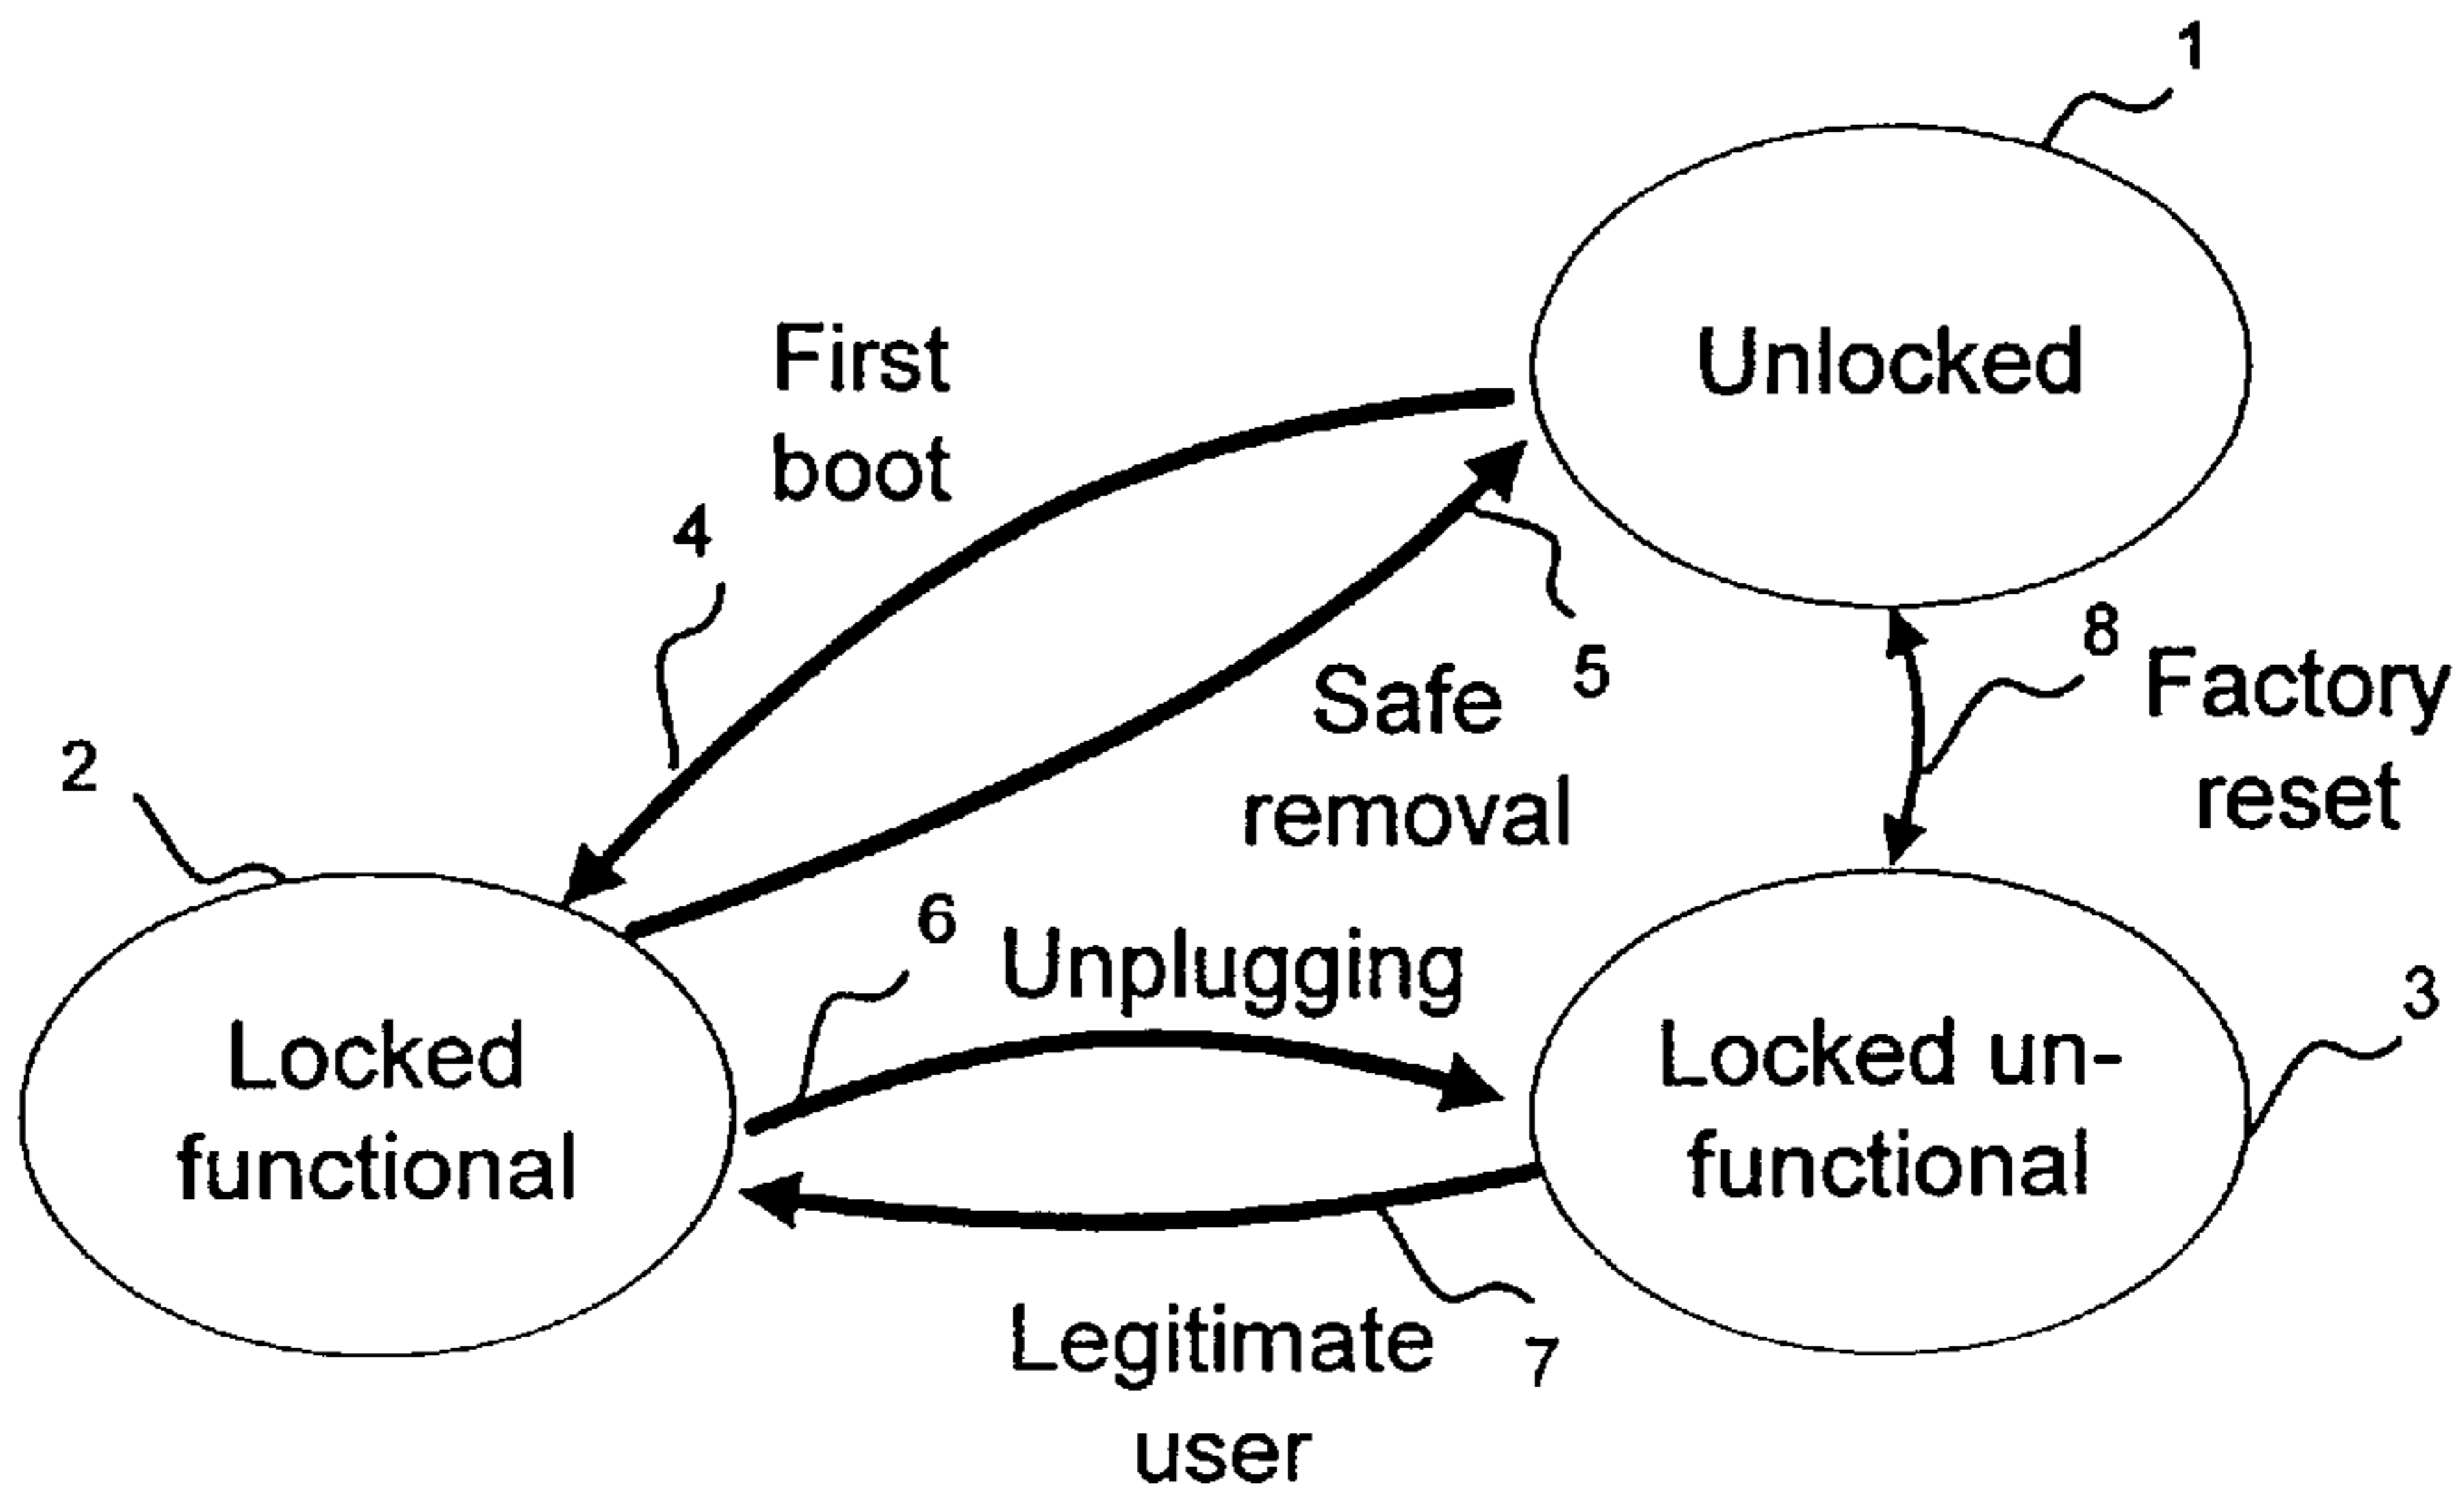 1
Unlocked
First
boot
4
5
Safe
removal
8
Factory
reset
2
6
Unplugging
3
Locked
functional
Locked un-
functional
7
Legitimate
user